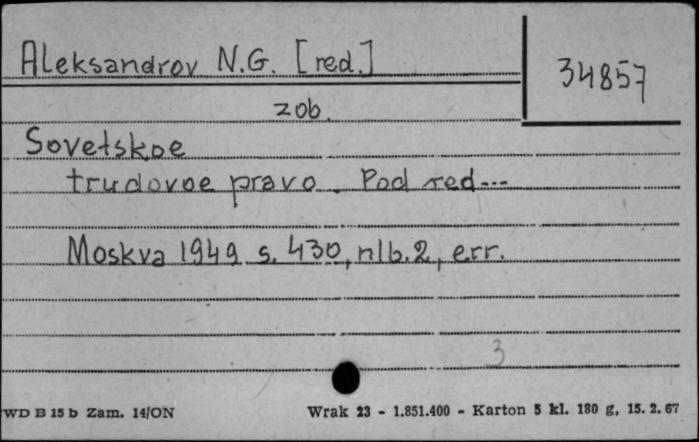 Aleksandrov N.G. [red.]
34857
zob.
Sovetskoe
trudovoe pravo. Pod red...
Moskva 1949 s. 430, nlb. 2, err.
3
WD B 15 b Zam. 14/ON
Wrak 23 - 1.851.400 - Karton 5 kl. 180 g, 15. 2. 67